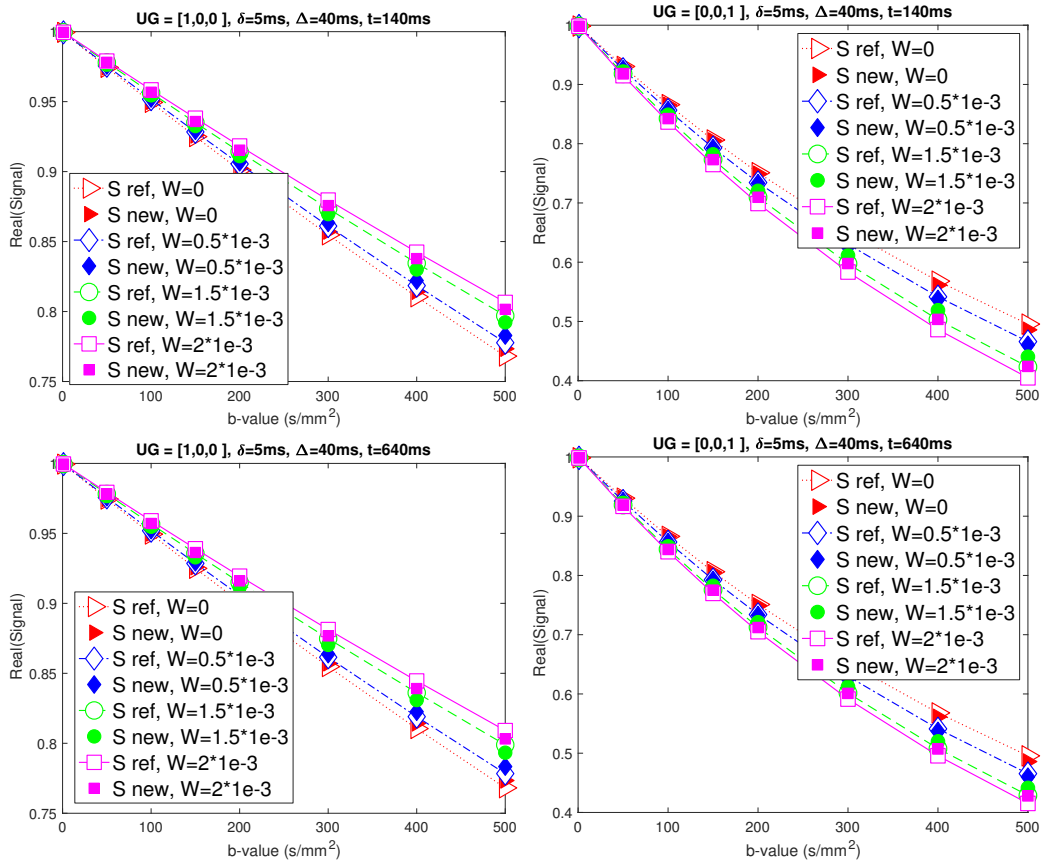 UG = [1,0,0 ], δ=5ms, Δ=40ms, t=140ms
1
0.95
0.9
0.85
0.8
0.75
Real(Signal)
S ref, W=0
S new, W=0
S ref, W=0.5*1e-3
S new, W=0.5*1e-3
S ref, W=1.5*1e-3
S new, W=1.5*1e-3
S ref, W=2*1e-3
S new, W=2*1e-3
0 100 200 300 400 500
b-value (s/mm²)
UG = [0,0,1 ], δ=5ms, Δ=40ms, t=140ms
1
0.9
0.8
0.7
0.6
0.5
0.4
Real(Signal)
S ref, W=0
S new, W=0
S ref, W=0.5*1e-3
S new, W=0.5*1e-3
S ref, W=1.5*1e-3
S new, W=1.5*1e-3
S ref, W=2*1e-3
S new, W=2*1e-3
0 100 200 300 400 500
b-value (s/mm²)
UG = [1,0,0 ], δ=5ms, Δ=40ms, t=640ms
1
0.95
0.9
0.85
0.8
0.75
Real(Signal)
S ref, W=0
S new, W=0
S ref, W=0.5*1e-3
S new, W=0.5*1e-3
S ref, W=1.5*1e-3
S new, W=1.5*1e-3
S ref, W=2*1e-3
S new, W=2*1e-3
0 100 200 300 400 500
b-value (s/mm²)
UG = [0,0,1 ], δ=5ms, Δ=40ms, t=640ms
1
0.9
0.8
0.7
0.6
0.5
0.4
Real(Signal)
S ref, W=0
S new, W=0
S ref, W=0.5*1e-3
S new, W=0.5*1e-3
S ref, W=1.5*1e-3
S new, W=1.5*1e-3
S ref, W=2*1e-3
S new, W=2*1e-3
0 100 200 300 400 500
b-value (s/mm²)